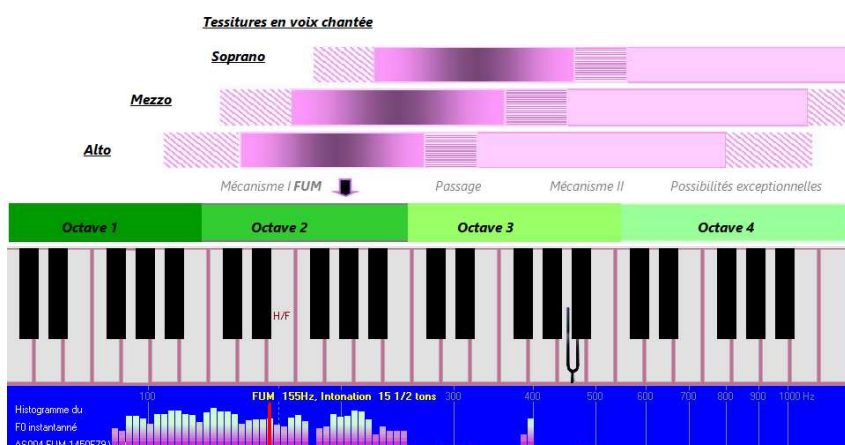 Tessitures en voix chantée
Soprano
Mezzo
Alto
Mécanisme I FUM Passage Mécanisme II Possibilités exceptionnelles
Octave 1 Octave 2 Octave 3 Octave 4
H/F
100 FUM 155Hz, Intonation 15 1/2 tons 300 400 500 600 700 800 900 1000 Hz
Histogramme du
F0 instantanné